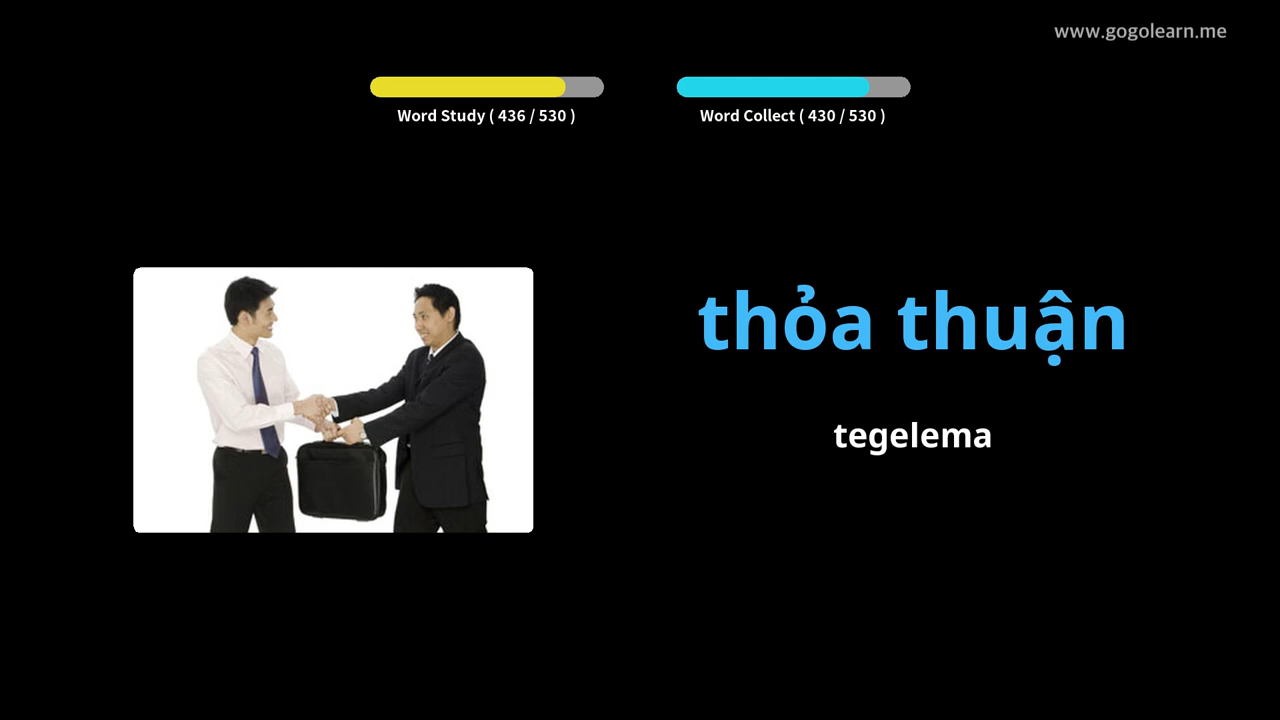 www.gogolearn.me
Word Study ( 436 / 530 )
Word Collect ( 430 / 530 )
thỏa thuận
tegelema